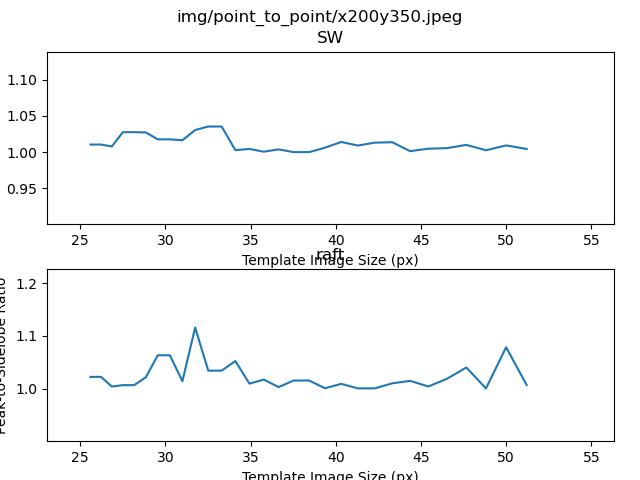 img/point_to_point/x200y350.jpeg
SW
1.10
1.05
1.00
0.95
25 30 35 40 45 50 55
Template Image Size (px)
raft
Peak-to-Sidelobe Ratio
1.2
1.1
1.0
25 30 35 40 45 50 55
Template Image Size (px)